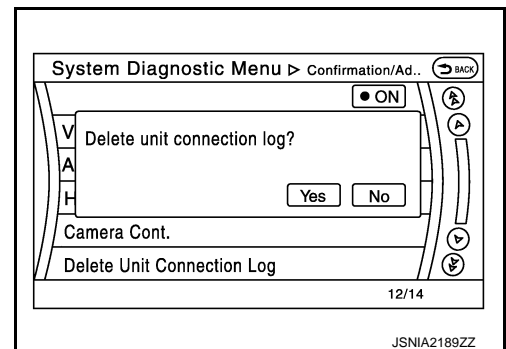 System Diagnostic Menu ▷ Confirmation/Ad.. BACK
● ON
V
Delete unit connection log?
A
H
Yes No
Camera Cont.
Delete Unit Connection Log
12/14
JSNIA2189ZZ